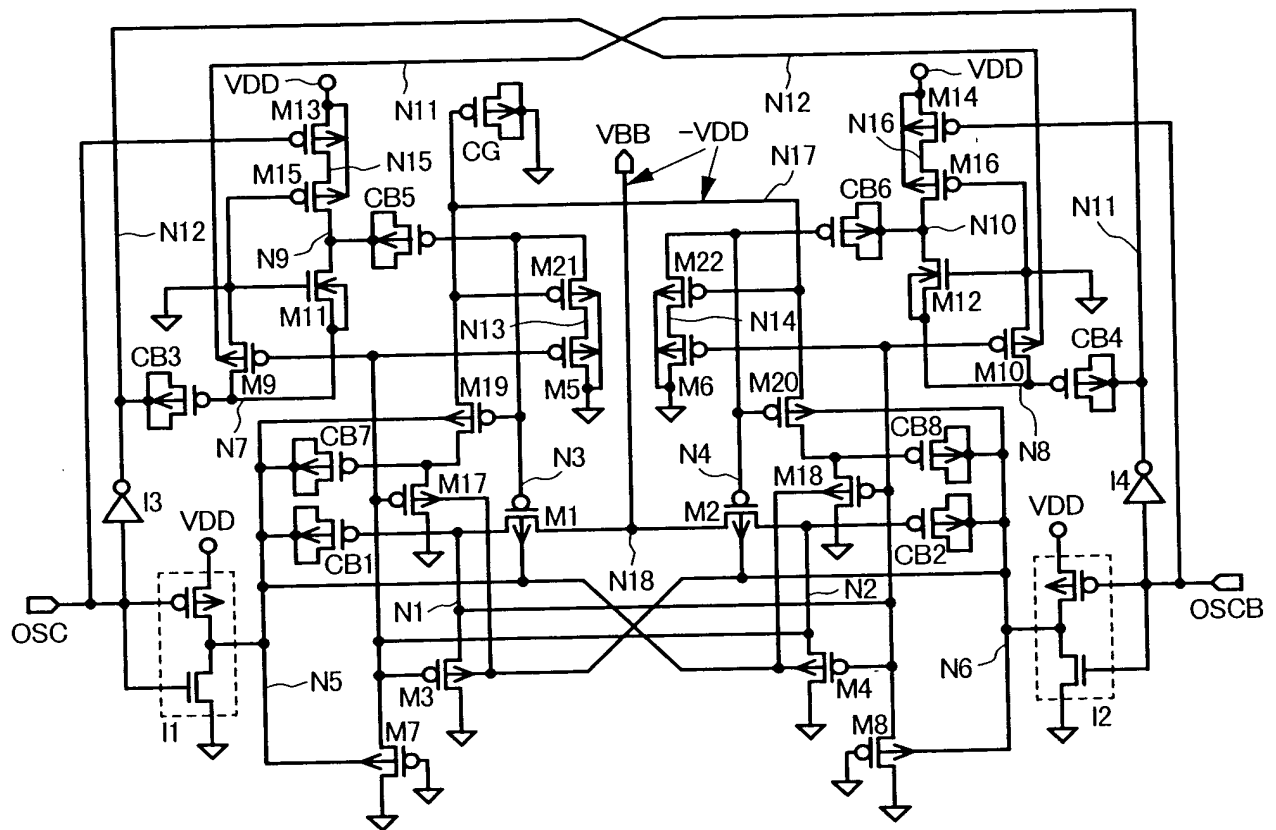 VDD
N11
N12
VDD
M13
M14
CG
VBB
-VDD
N17
N16
N15
M15
M16
CB5
CB6
N11
N12
N9
N10
M21
M22
M11
M12
N13
N14
CB3
CB4
M9
M10
M19
M5
M6
M20
N7
CB7
CB8
N8
N3
N4
I3
M17
M18
I4
VDD
M1
M2
VDD
CB1
CB2
N18
OSC
OSCB
N1
N2
N5
N6
M3
M4
I1
I2
M7
M8